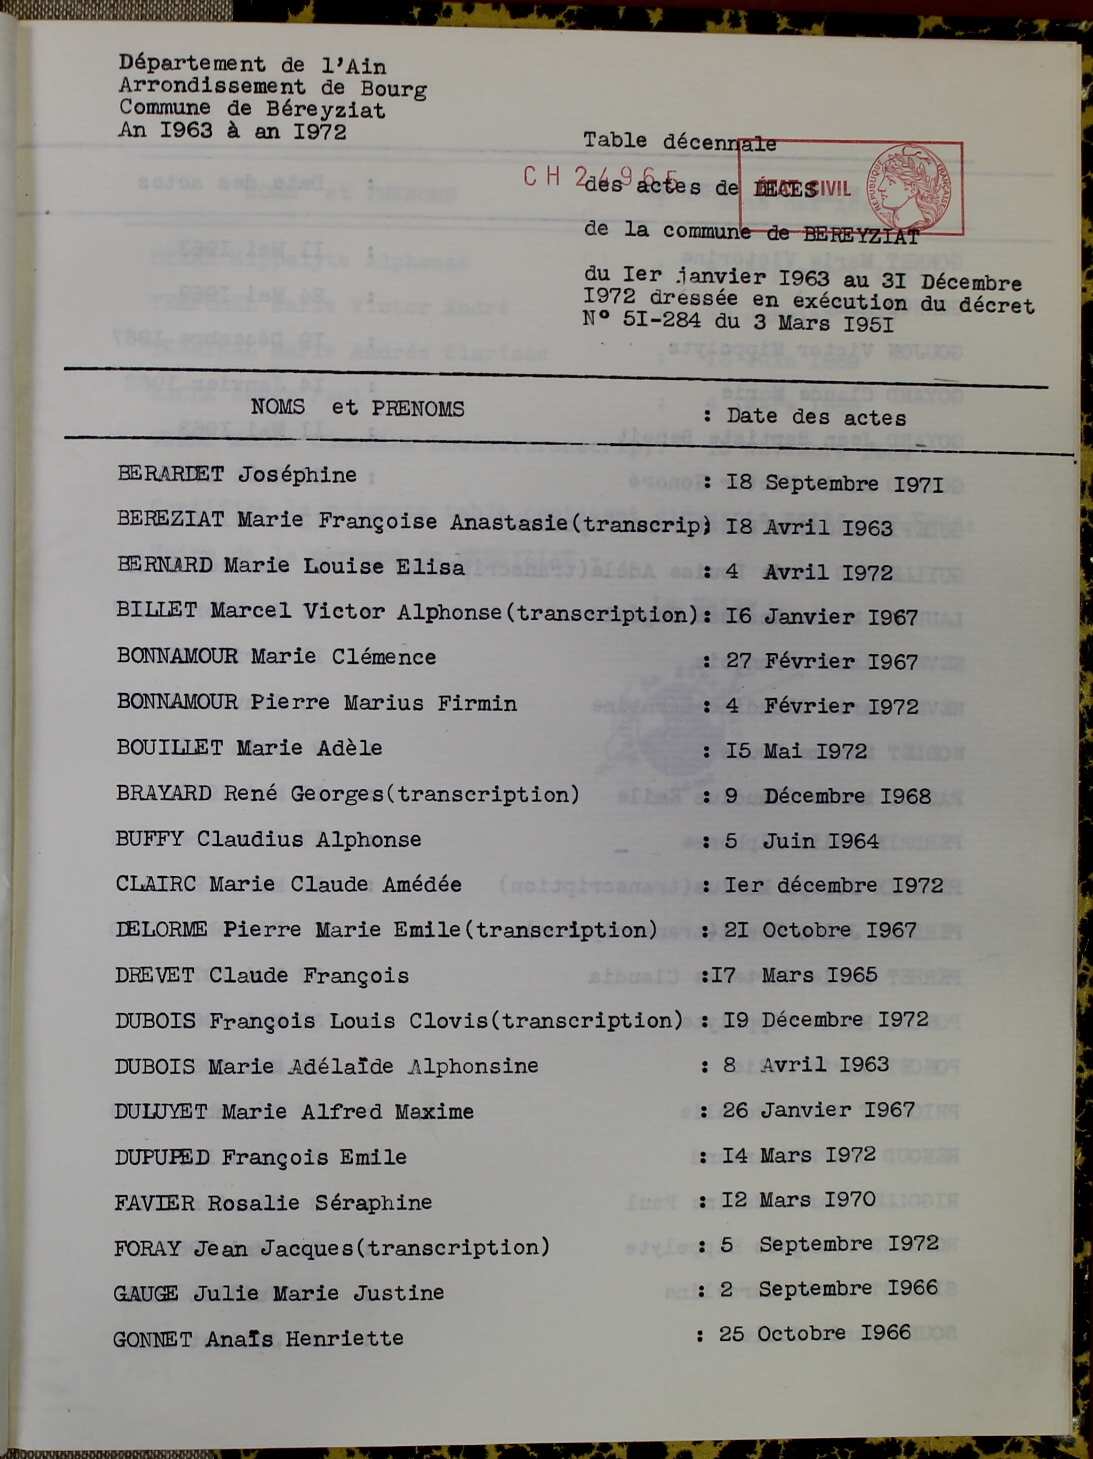 Département de l'Ain
Arrondissement de Bourg
Commune de Béreyziat
An I963 à an I972
Table décennale
CH 24966
des actes de DECES
ÉTAT CIVIL
RÉPUBLIQUE FRANÇAISE
de la commune de BEREYZIAT
du Ier janvier I963 au 3I Décembre
I972 dressée en exécution du décret
N° 5I-284 du 3 Mars I95I
NOMS et PRENOMS : Date des actes
BERARDET Joséphine : I8 Septembre I97I
BEREZIAT Marie Françoise Anastasie(transcrip) : I8 Avril I963
BERNARD Marie Louise Elisa : 4 Avril I972
BILLET Marcel Victor Alphonse(transcription): I6 Janvier I967
BONNAMOUR Marie Clémence : 27 Février I967
BONNAMOUR Pierre Marius Firmin : 4 Février I972
BOUILLET Marie Adèle : I5 Mai I972
BRAYARD René Georges(transcription) : 9 Décembre I968
BUFFY Claudius Alphonse : 5 Juin I964
CLAIRC Marie Claude Amédée : Ier décembre I972
DELORME Pierre Marie Emile(transcription) : 2I Octobre I967
DREVET Claude François :I7 Mars I965
DUBOIS François Louis Clovis(transcription) : I9 Décembre I972
DUBOIS Marie Adélaïde Alphonsine : 8 Avril I963
DULUYET Marie Alfred Maxime : 26 Janvier I967
DUPUPED François Emile : I4 Mars I972
FAVIER Rosalie Séraphine : I2 Mars I970
FORAY Jean Jacques(transcription) : 5 Septembre I972
GAUGE Julie Marie Justine : 2 Septembre I966
GONNET Anaïs Henriette : 25 Octobre I966